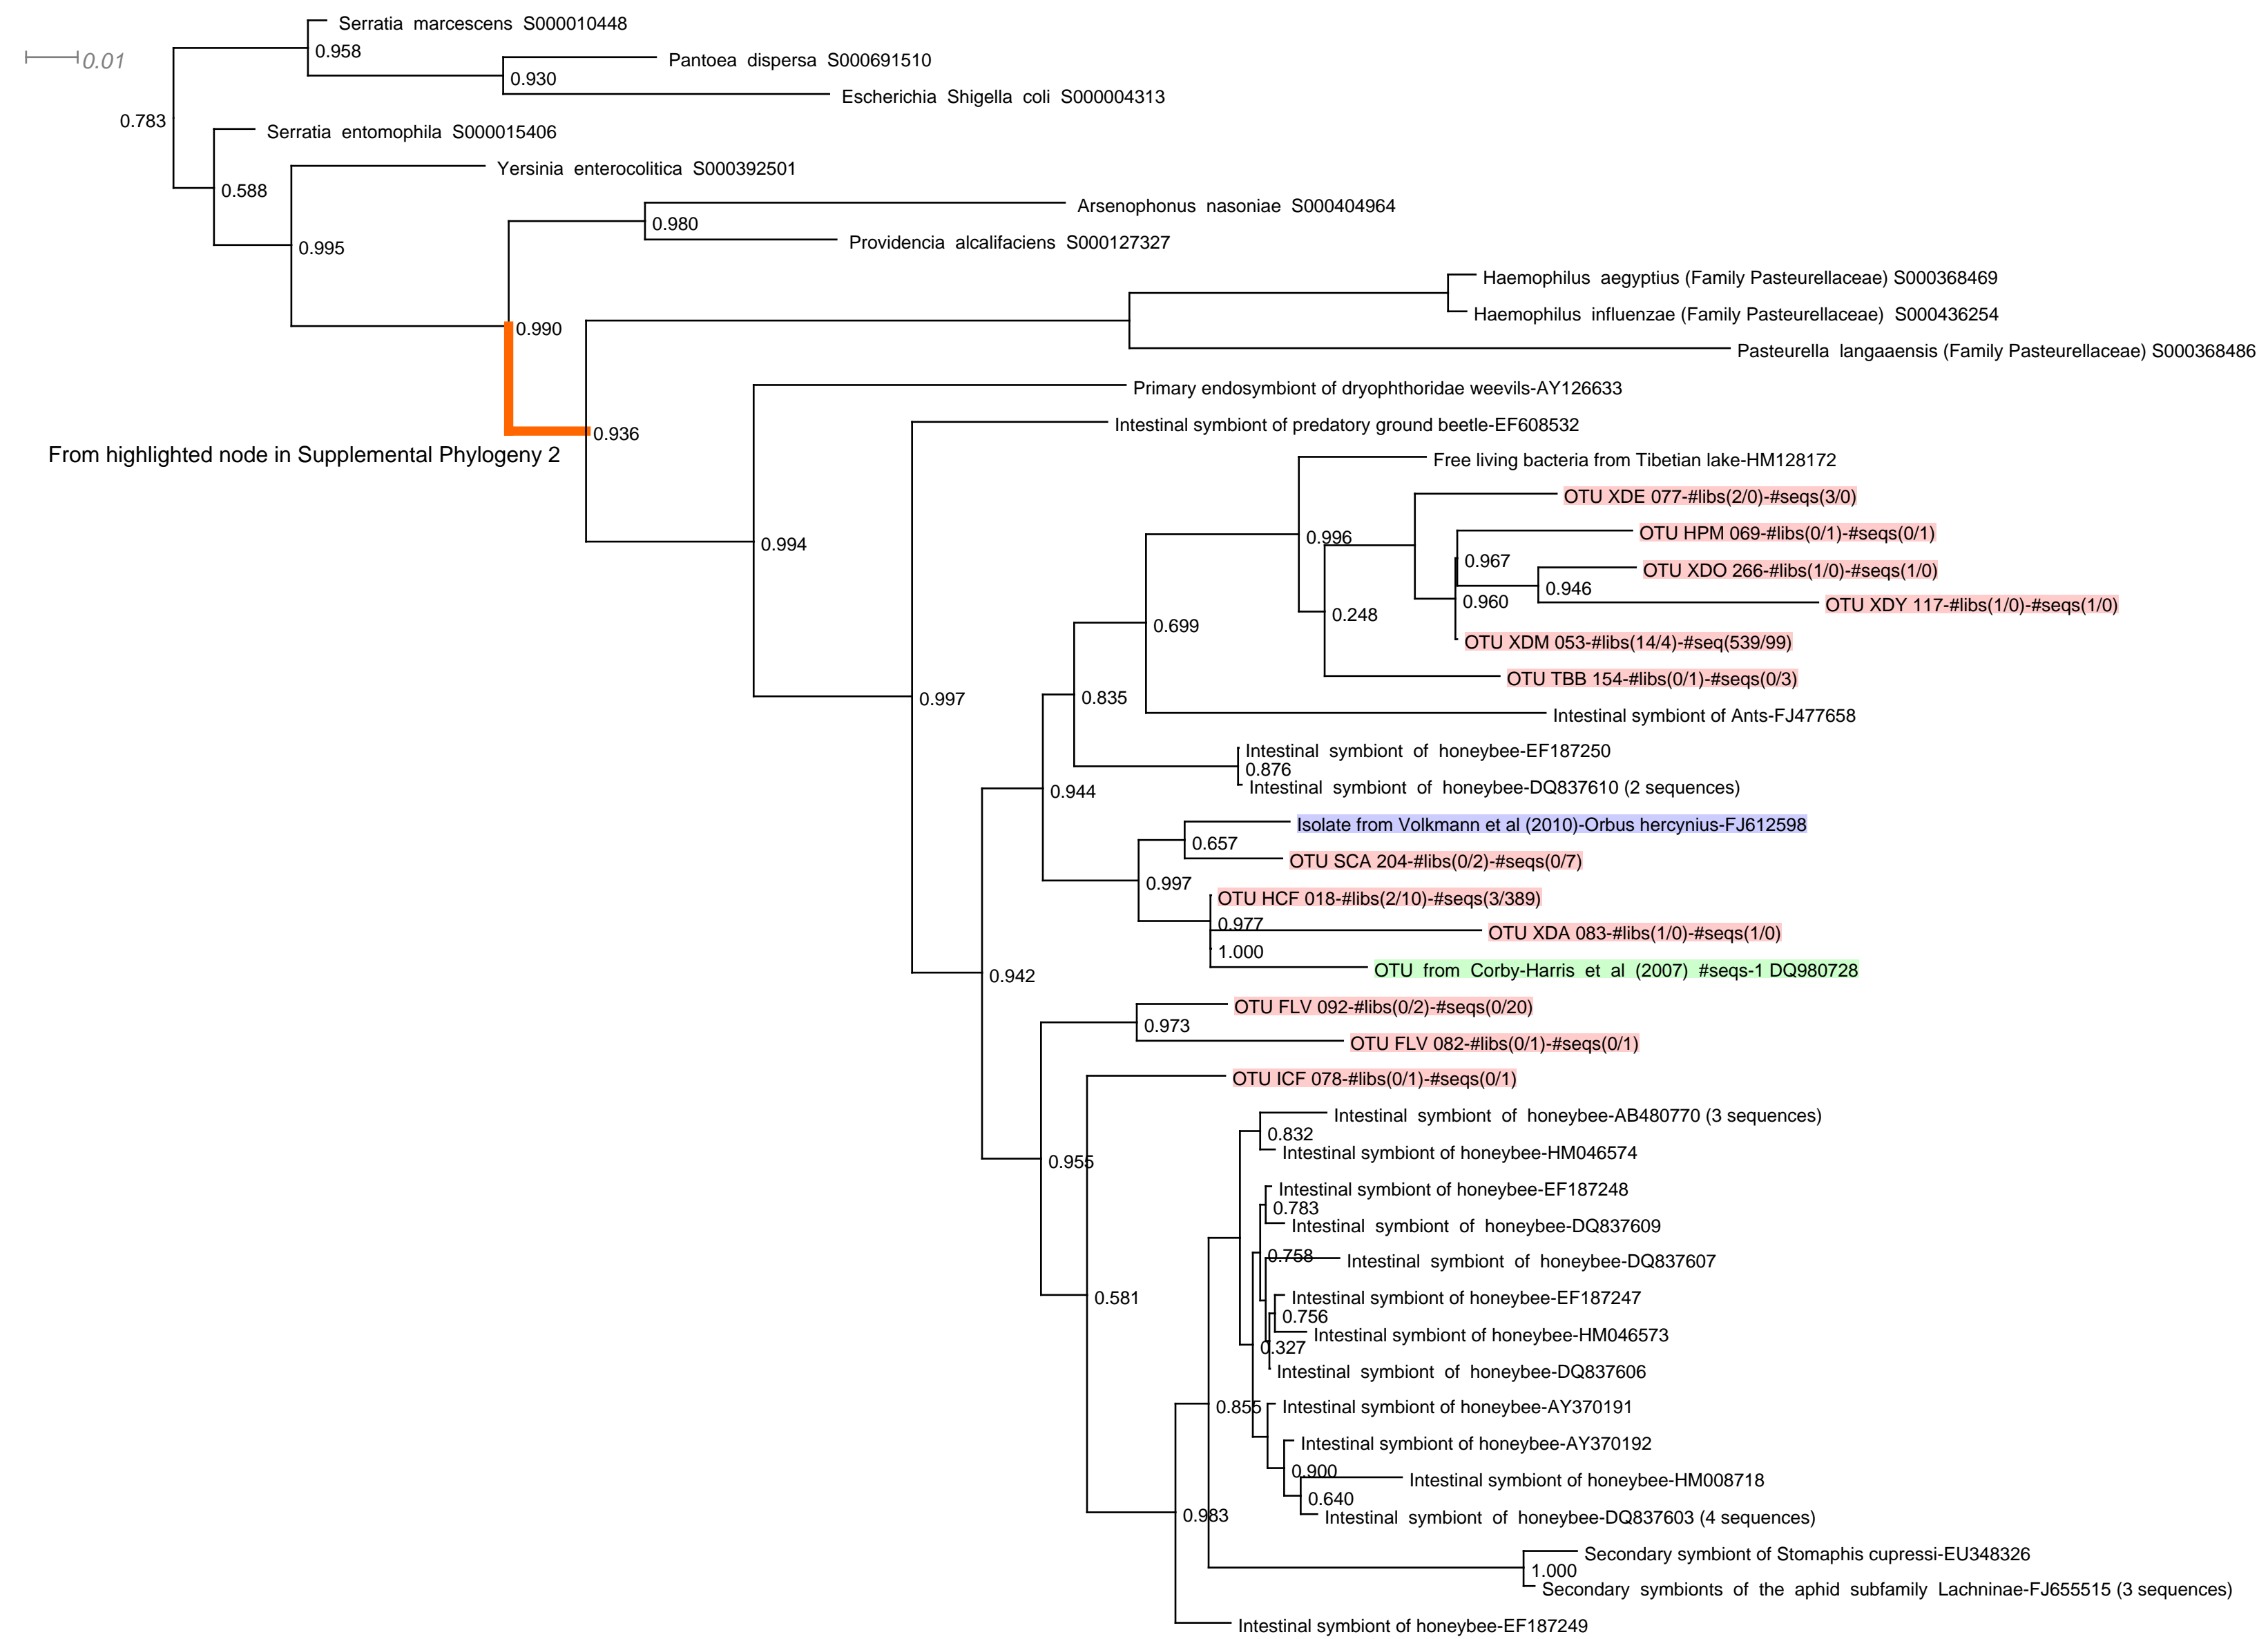 Serratia marcescens S000010448
0.958
0.01
Pantoea dispersa S000691510
0.930
Escherichia Shigella coli S000004313
0.783
Serratia entomophila S000015406
Yersinia enterocolitica S000392501
0.588
Arsenophonus nasoniae S000404964
0.980
Providencia alcalifaciens S000127327
0.995
Haemophilus aegyptius (Family Pasteurellaceae) S000368469
Haemophilus influenzae (Family Pasteurellaceae) S000436254
0.990
Pasteurella langaaensis (Family Pasteurellaceae) S000368486
Primary endosymbiont of dryophthoridae weevils-AY126633
Intestinal symbiont of predatory ground beetle-EF608532
0.936
From highlighted node in Supplemental Phylogeny 2
Free living bacteria from Tibetian lake-HM128172
OTU XDE 077-#libs(2/0)-#seqs(3/0)
OTU HPM 069-#libs(0/1)-#seqs(0/1)
0.996
0.994
0.967
OTU XDO 266-#libs(1/0)-#seqs(1/0)
0.946
0.960
OTU XDY 117-#libs(1/0)-#seqs(1/0)
0.248
0.699
OTU XDM 053-#libs(14/4)-#seq(539/99)
OTU TBB 154-#libs(0/1)-#seqs(0/3)
0.997
0.835
Intestinal symbiont of Ants-FJ477658
Intestinal symbiont of honeybee-EF187250
0.876
Intestinal symbiont of honeybee-DQ837610 (2 sequences)
0.944
Isolate from Volkmann et al (2010)-Orbus hercynius-FJ612598
0.657
OTU SCA 204-#libs(0/2)-#seqs(0/7)
0.997
OTU HCF 018-#libs(2/10)-#seqs(3/389)
0.977
OTU XDA 083-#libs(1/0)-#seqs(1/0)
1.000
OTU from Corby-Harris et al (2007) #seqs-1 DQ980728
0.942
OTU FLV 092-#libs(0/2)-#seqs(0/20)
0.973
OTU FLV 082-#libs(0/1)-#seqs(0/1)
OTU ICF 078-#libs(0/1)-#seqs(0/1)
Intestinal symbiont of honeybee-AB480770 (3 sequences)
0.832
Intestinal symbiont of honeybee-HM046574
0.955
Intestinal symbiont of honeybee-EF187248
0.783
Intestinal symbiont of honeybee-DQ837609
0.758
Intestinal symbiont of honeybee-DQ837607
0.581
Intestinal symbiont of honeybee-EF187247
0.756
Intestinal symbiont of honeybee-HM046573
0.327
Intestinal symbiont of honeybee-DQ837606
0.855
Intestinal symbiont of honeybee-AY370191
Intestinal symbiont of honeybee-AY370192
0.900
Intestinal symbiont of honeybee-HM008718
0.640
0.983
Intestinal symbiont of honeybee-DQ837603 (4 sequences)
Secondary symbiont of Stomaphis cupressi-EU348326
1.000
Secondary symbionts of the aphid subfamily Lachninae-FJ655515 (3 sequences)
Intestinal symbiont of honeybee-EF187249